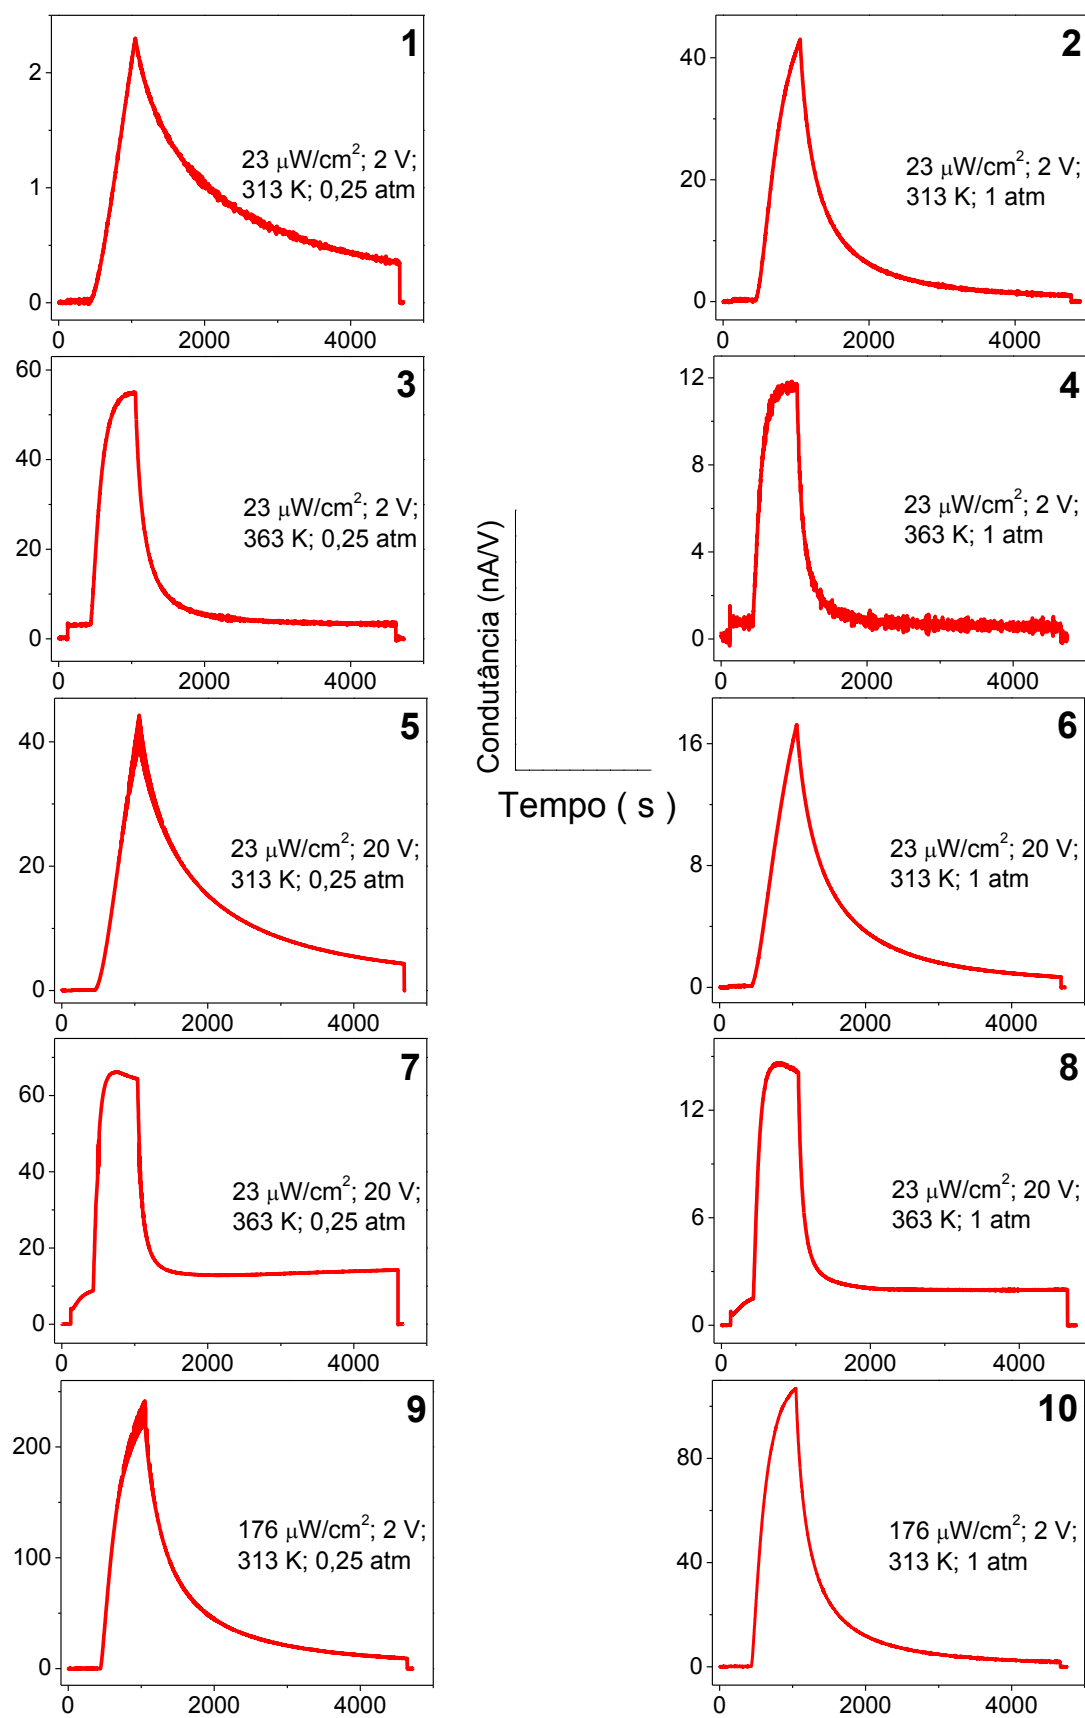 1
2
1
0
23 μW/cm²; 2 V;
313 K; 0,25 atm
0 2000 4000
2
40
20
0
23 μW/cm²; 2 V;
313 K; 1 atm
0 2000 4000
3
60
40
20
0
23 μW/cm²; 2 V;
363 K; 0,25 atm
0 2000 4000
4
12
8
4
0
23 μW/cm²; 2 V;
363 K; 1 atm
0 2000 4000
Condutância (nA/V)
Tempo ( s )
5
40
20
0
23 μW/cm²; 20 V;
313 K; 0,25 atm
0 2000 4000
6
16
8
0
23 μW/cm²; 20 V;
313 K; 1 atm
0 2000 4000
7
60
40
20
0
23 μW/cm²; 20 V;
363 K; 0,25 atm
0 2000 4000
8
12
6
0
23 μW/cm²; 20 V;
363 K; 1 atm
0 2000 4000
9
200
100
0
176 μW/cm²; 2 V;
313 K; 0,25 atm
0 2000 4000
10
80
40
0
176 μW/cm²; 2 V;
313 K; 1 atm
0 2000 4000